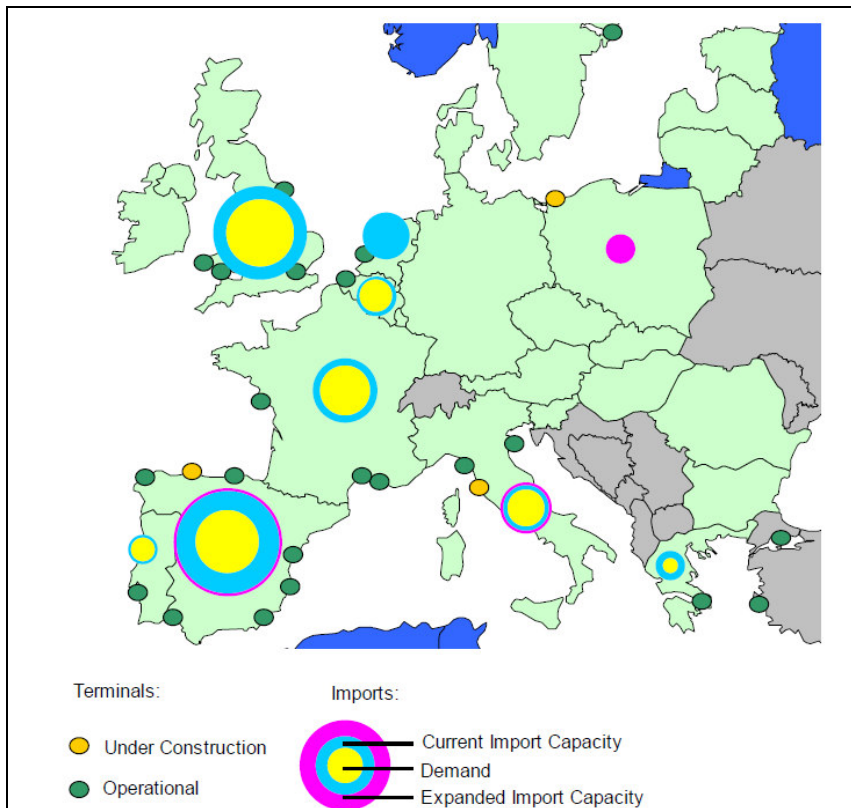 Terminals:
Imports:
Under Construction
Current Import Capacity
Demand
Operational
Expanded Import Capacity